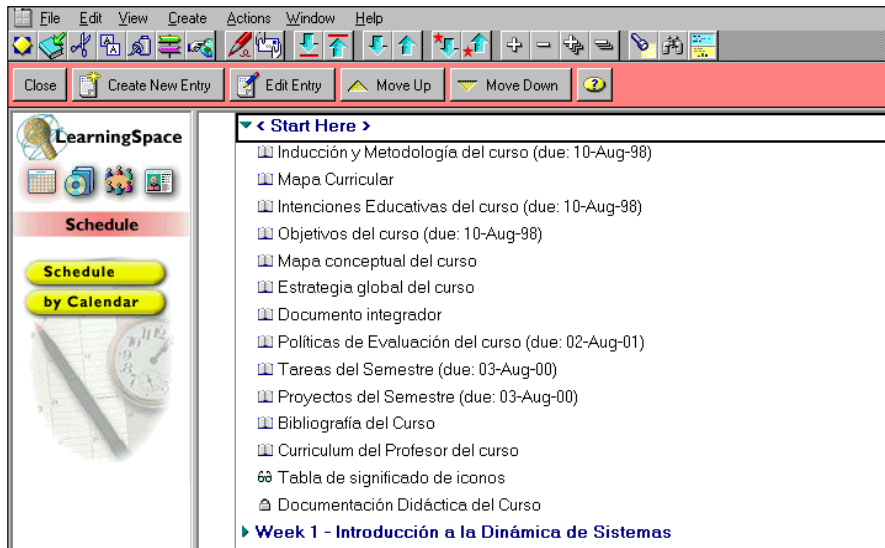 File Edit View Create Actions Window Help
Close Create New Entry Edit Entry Move Up Move Down
LearningSpace
Schedule
Schedule
by Calendar
< Start Here >
Inducción y Metodología del curso (due: 10-Aug-98)
Mapa Curricular
Intenciones Educativas del curso (due: 10-Aug-98)
Objetivos del curso (due: 10-Aug-98)
Mapa conceptual del curso
Estrategia global del curso
Documento integrador
Políticas de Evaluación del curso (due: 02-Aug-01)
Tareas del Semestre (due: 03-Aug-00)
Proyectos del Semestre (due: 03-Aug-00)
Bibliografía del Curso
Curriculum del Profesor del curso
Tabla de significado de iconos
Documentación Didáctica del Curso
Week 1 - Introducción a la Dinámica de Sistemas